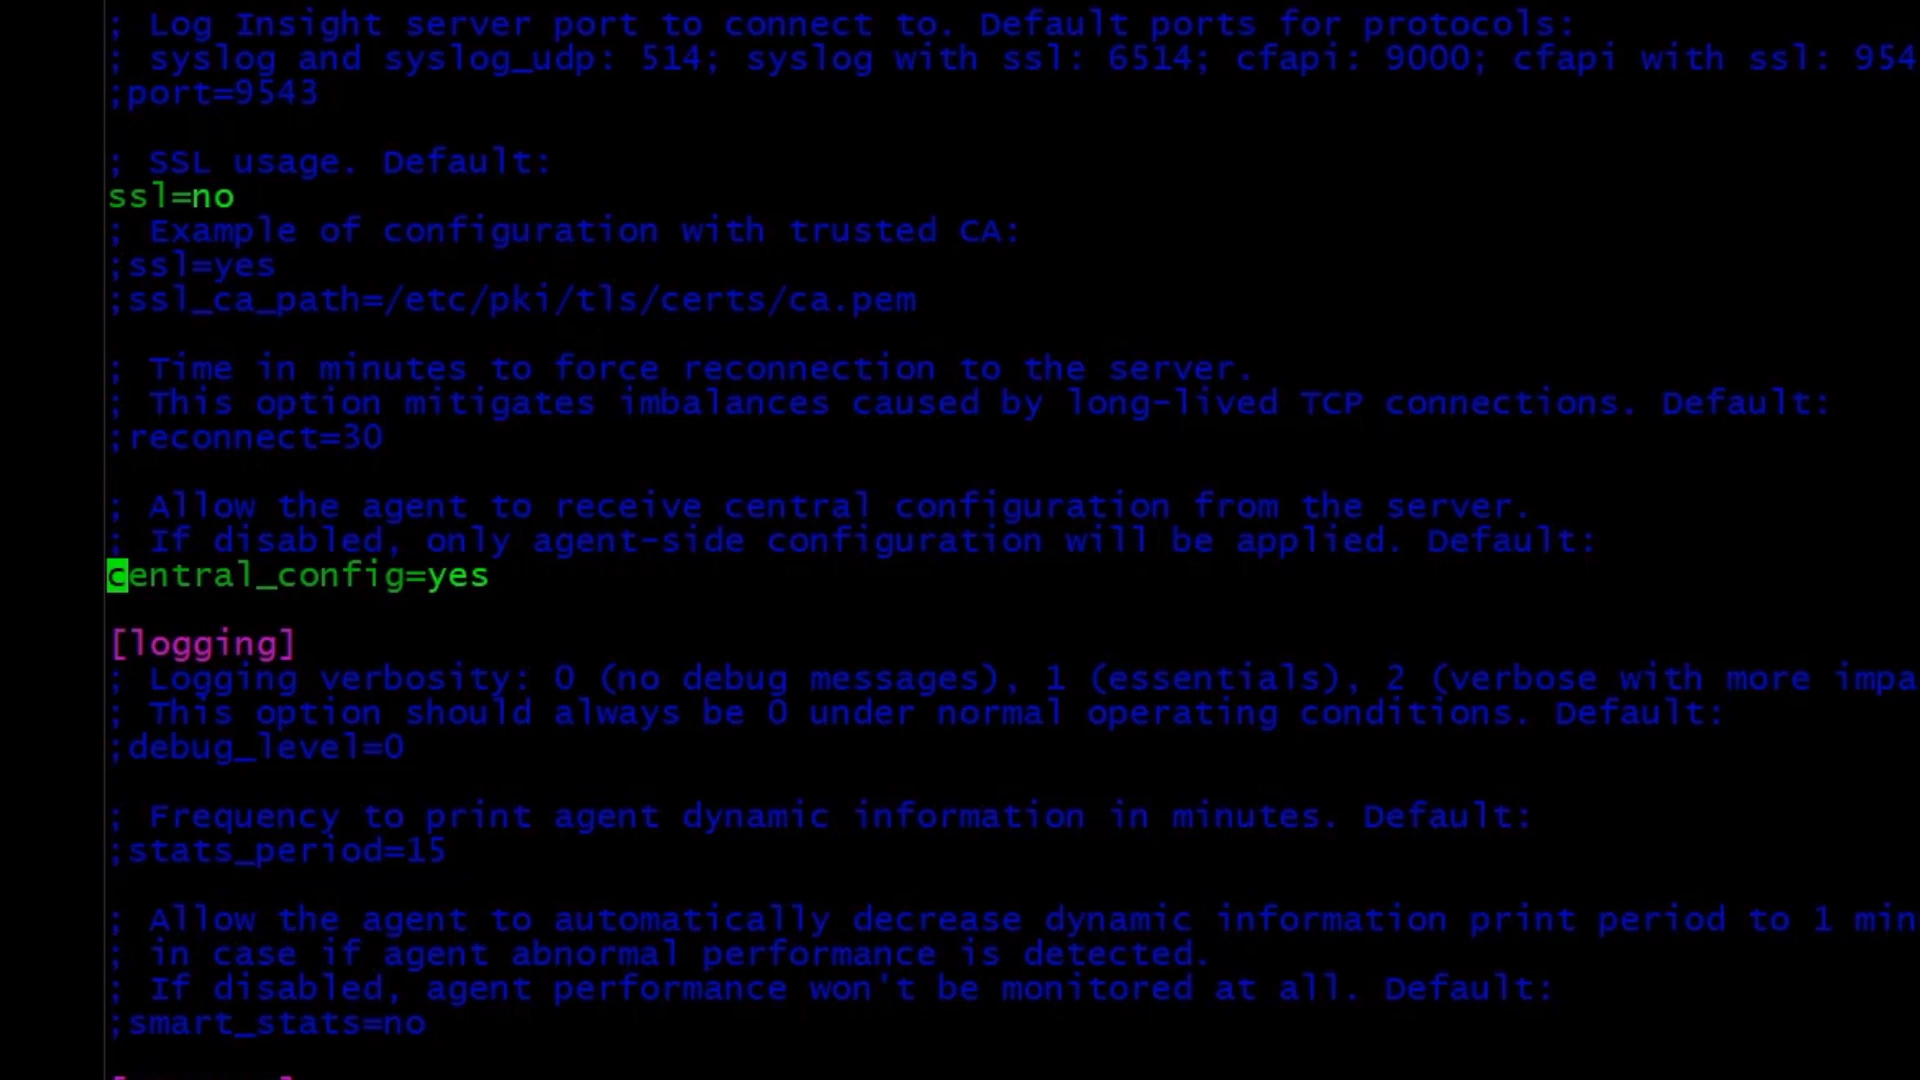 ; Log Insight server port to connect to. Default ports for protocols:
; syslog and syslog_udp: 514; syslog with ssl: 6514; cfapi: 9000; cfapi with ssl: 954
;port=9543
; SSL usage. Default:
ssl=no
; Example of configuration with trusted CA:
;ssl=yes
;ssl_ca_path=/etc/pki/tls/certs/ca.pem
; Time in minutes to force reconnection to the server.
; This option mitigates imbalances caused by long-lived TCP connections. Default:
;reconnect=30
; Allow the agent to receive central configuration from the server.
; If disabled, only agent-side configuration will be applied. Default:
central_config=yes
[logging]
; Logging verbosity: 0 (no debug messages), 1 (essentials), 2 (verbose with more impa
; This option should always be 0 under normal operating conditions. Default:
;debug_level=0
; Frequency to print agent dynamic information in minutes. Default:
;stats_period=15
; Allow the agent to automatically decrease dynamic information print period to 1 min
; in case if agent abnormal performance is detected.
; If disabled, agent performance won't be monitored at all. Default:
;smart_stats=no